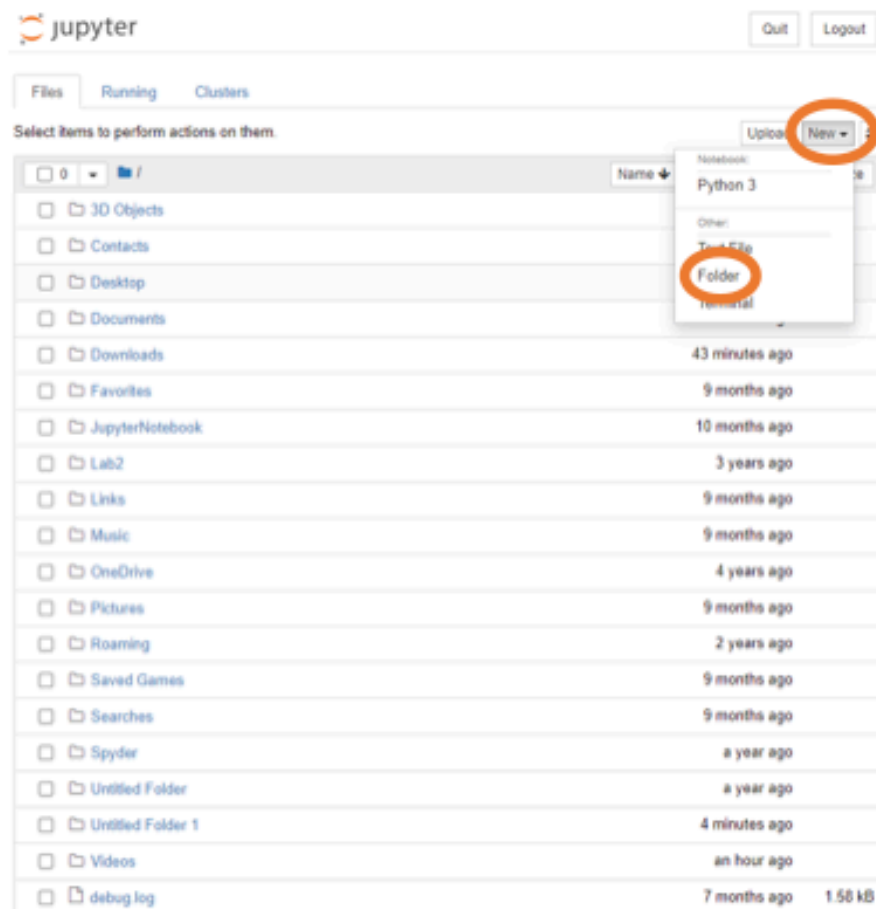 jupyter
Quit Logout
Files Running Clusters
Select items to perform actions on them.
New
0 /
Name
Notebook:
Python 3
Other:
Text File
Folder
Terminal
3D Objects
Contacts
Desktop
Documents
Downloads 43 minutes ago
Favorites 9 months ago
JupyterNotebook 10 months ago
Lab2 3 years ago
Links 9 months ago
Music 9 months ago
OneDrive 4 years ago
Pictures 9 months ago
Roaming 2 years ago
Saved Games 9 months ago
Searches 9 months ago
Spyder a year ago
Untitled Folder a year ago
Untitled Folder 1 4 minutes ago
Videos an hour ago
debug.log 7 months ago 1.58 kB